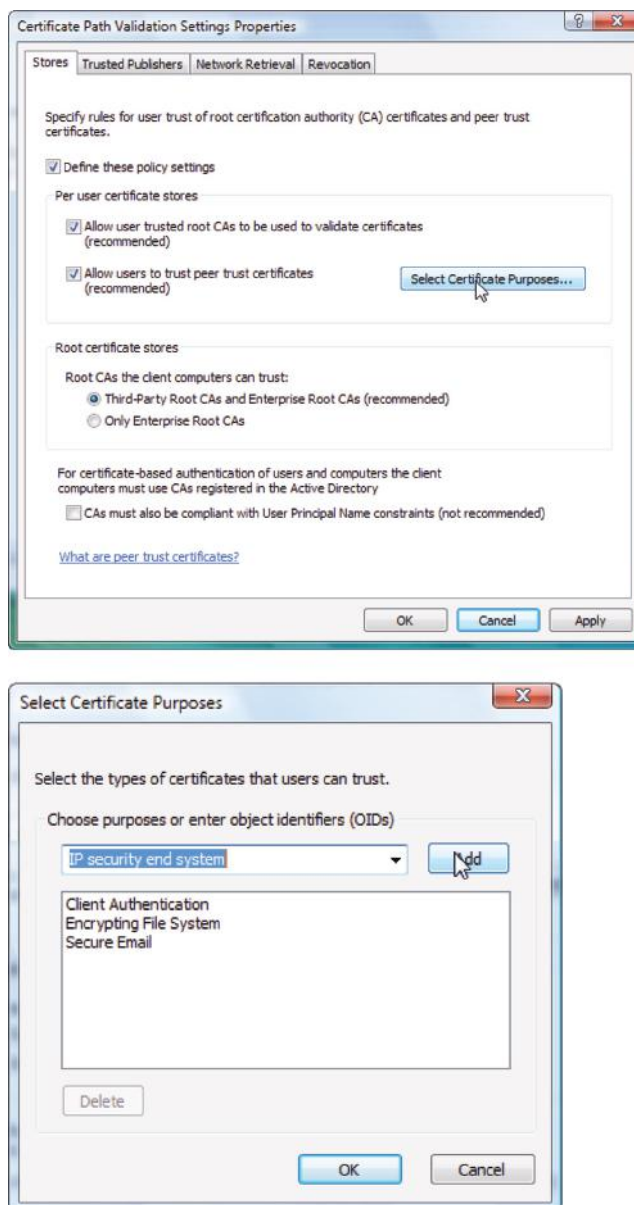 Certificate Path Validation Settings Properties
Stores Trusted Publishers Network Retrieval Revocation
Specify rules for user trust of root certification authority (CA) certificates and peer trust
certificates.
Define these policy settings
Per user certificate stores
Allow user trusted root CAs to be used to validate certificates
(recommended)
Allow users to trust peer trust certificates
(recommended)
Select Certificate Purposes...
Root certificate stores
Root CAs the client computers can trust:
Third-Party Root CAs and Enterprise Root CAs (recommended)
Only Enterprise Root CAs
For certificate-based authentication of users and computers the client
computers must use CAs registered in the Active Directory
CAs must also be compliant with User Principal Name constraints (not recommended)
What are peer trust certificates?
OK Cancel Apply
Select Certificate Purposes
Select the types of certificates that users can trust.
Choose purposes or enter object identifiers (OIDs)
IP security end system Add
Client Authentication
Encrypting File System
Secure Email
Delete
OK Cancel